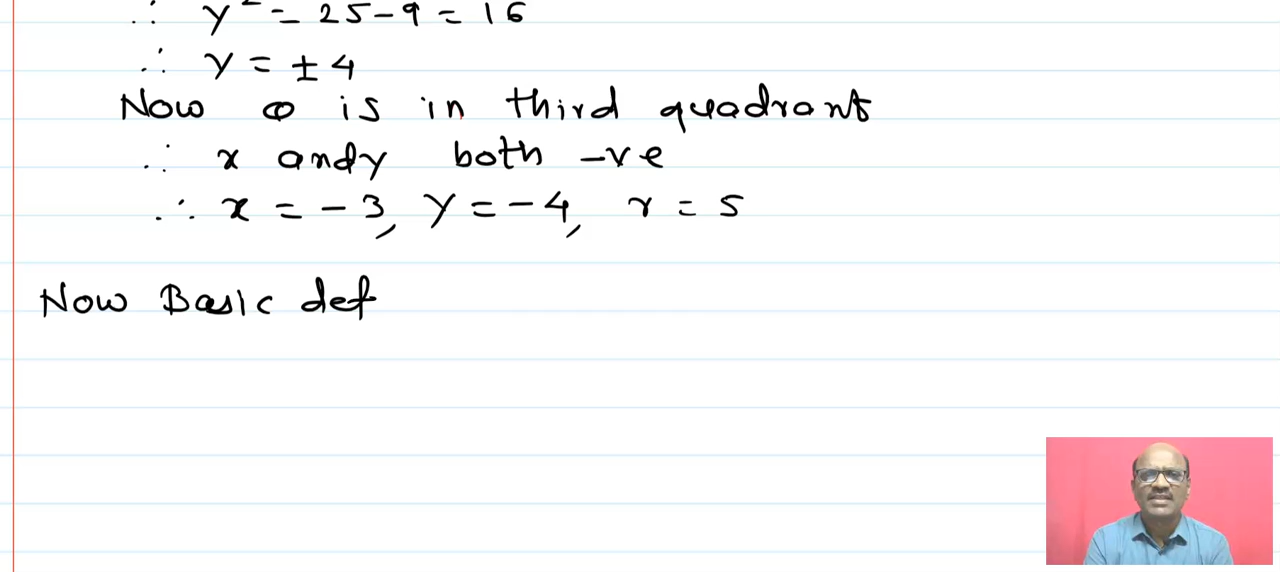 ∴ y² = 25 - 9 = 16
∴ y = ± 4
Now θ is in third quadrant
∴ x and y both -ve
∴ x = -3, y = -4, r = 5
Now Basic def